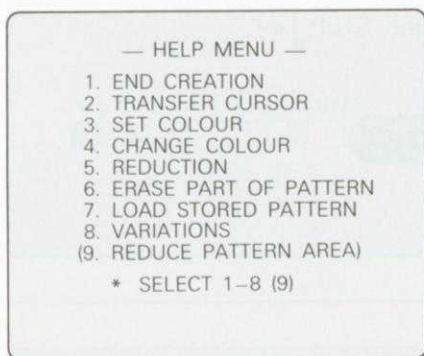 — HELP MENU —
1. END CREATION
2. TRANSFER CURSOR
3. SET COLOUR
4. CHANGE COLOUR
5. REDUCTION
6. ERASE PART OF PATTERN
7. LOAD STORED PATTERN
8. VARIATIONS
(9. REDUCE PATTERN AREA)
* SELECT 1–8 (9)